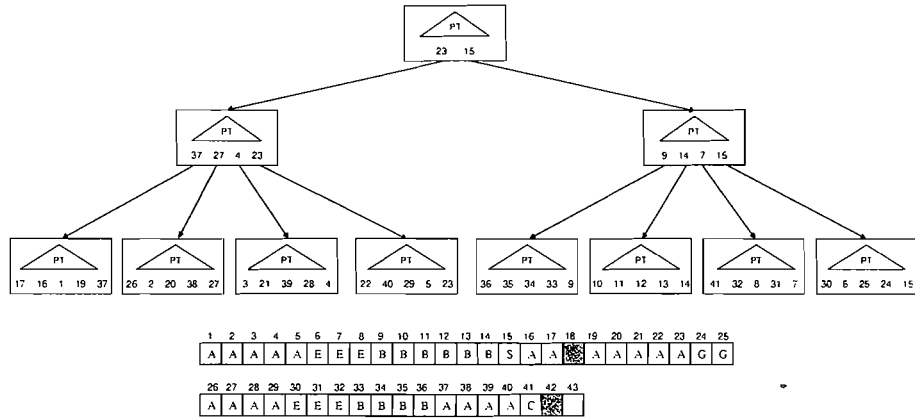 PT
23 15
PT PT
37 27 4 23 9 14 7 15
PT PT PT PT PT PT PT PT
17 16 1 19 37 26 2 20 38 27 3 21 39 28 4 22 40 29 5 23 36 35 34 33 9 10 11 12 13 14 41 32 8 31 7 30 6 25 24 15
1 2 3 4 5 6 7 8 9 10 11 12 13 14 15 16 17 18 19 20 21 22 23 24 25
A A A A A E E E B B B B B B S A A A A A A A G G
26 27 28 29 30 31 32 33 34 35 36 37 38 39 40 41 42 43
A A A A E E E B B B B A A A A C